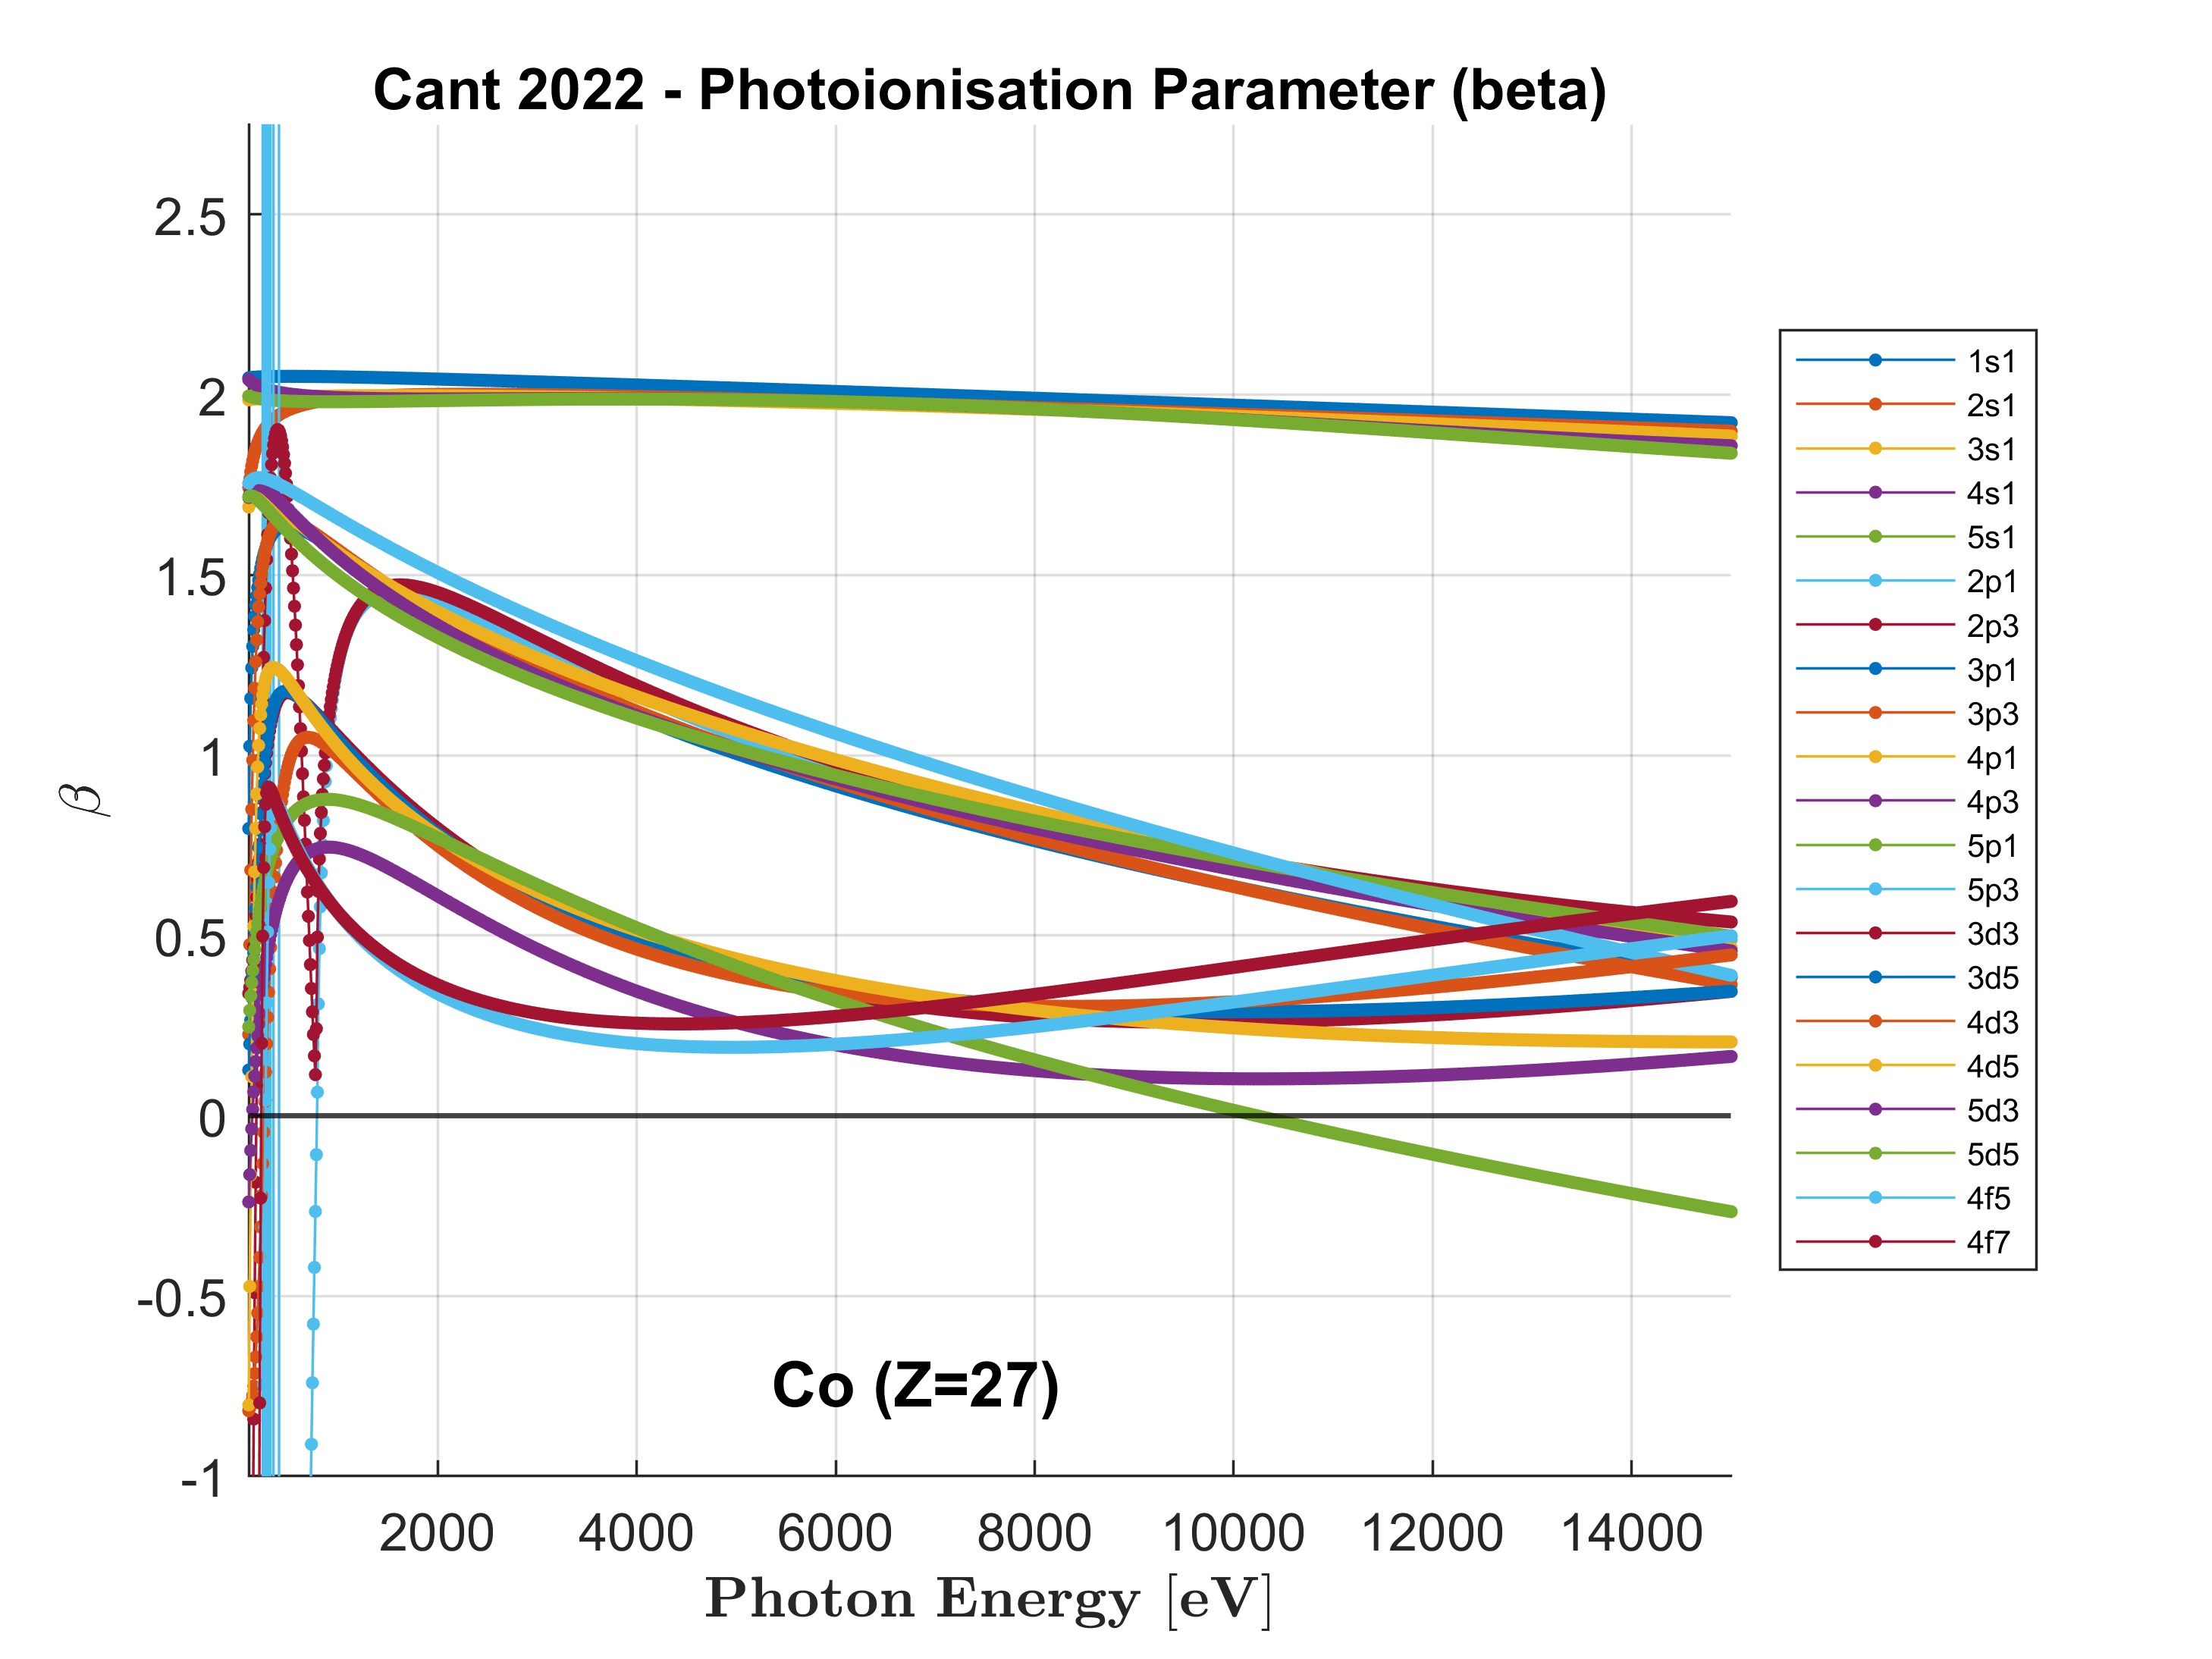 Cant 2022 - Photoionisation Parameter (beta)
2.5
2
1.5
1
0.5
0
-0.5
-1
β
2000 4000 6000 8000 10000 12000 14000
Photon Energy [eV]
Co (Z=27)
1s1
2s1
3s1
4s1
5s1
2p1
2p3
3p1
3p3
4p1
4p3
5p1
5p3
3d3
3d5
4d3
4d5
5d3
5d5
4f5
4f7